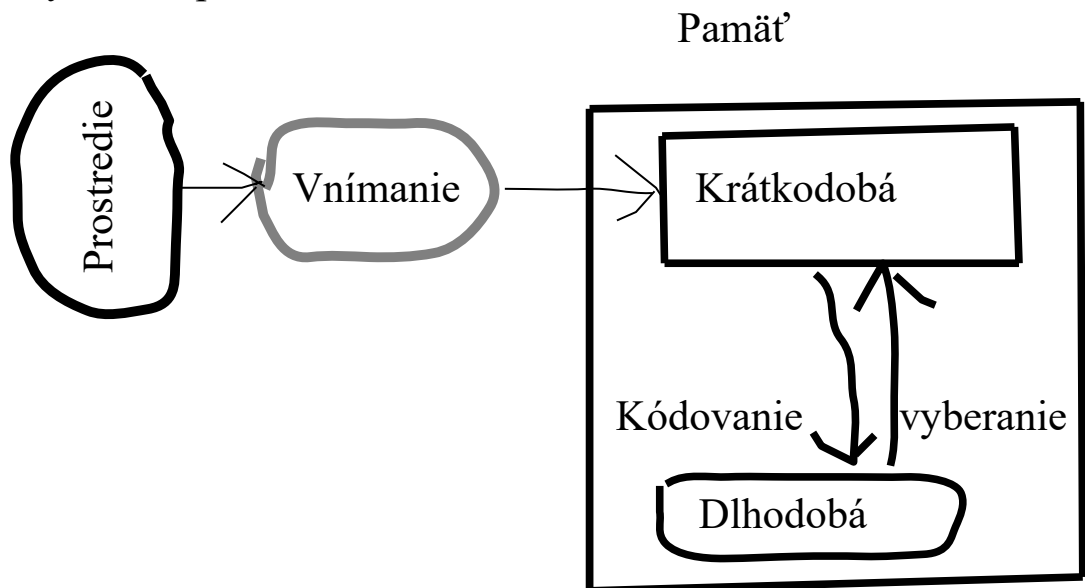 Pamäť
Prostredie
Vnímanie
Krátkodobá
Kódovanie
vyberanie
Dlhodobá